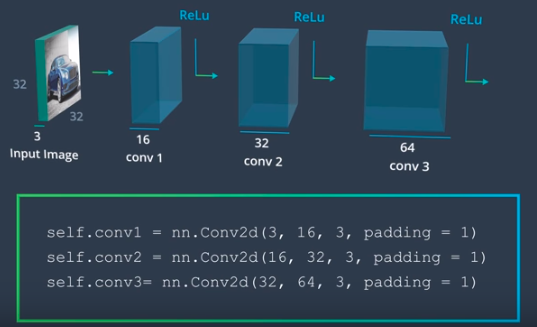 ReLu
ReLu
ReLu
32
32
3
Input Image
16
conv 1
32
conv 2
64
conv 3
self.conv1 = nn.Conv2d(3, 16, 3, padding = 1)
self.conv2 = nn.Conv2d(16, 32, 3, padding = 1)
self.conv3= nn.Conv2d(32, 64, 3, padding = 1)